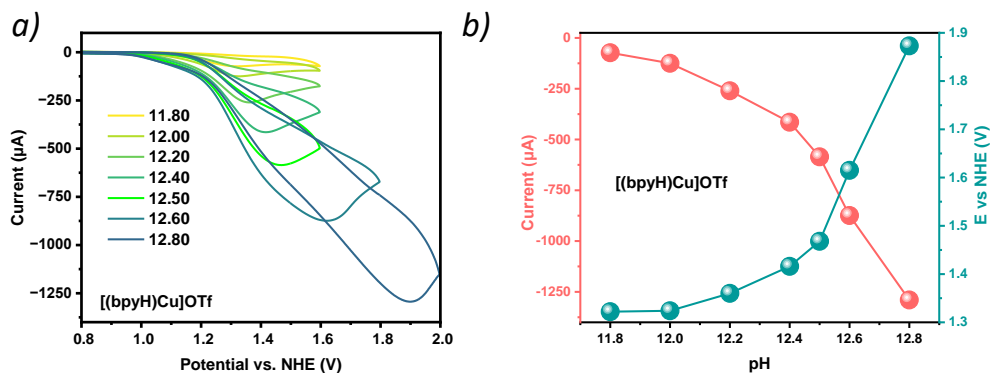 a)
0
−250
−500
−750
−1000
−1250
Current (µA)
11.80
12.00
12.20
12.40
12.50
12.60
12.80
[(bpyH)Cu]OTf
0.8 1.0 1.2 1.4 1.6 1.8 2.0
Potential vs. NHE (V)
b)
0
-250
-500
-750
-1000
-1250
Current (µA)
[(bpyH)Cu]OTf
1.9
1.8
1.7
1.6
1.5
1.4
1.3
E vs NHE (V)
11.8 12.0 12.2 12.4 12.6 12.8
pH